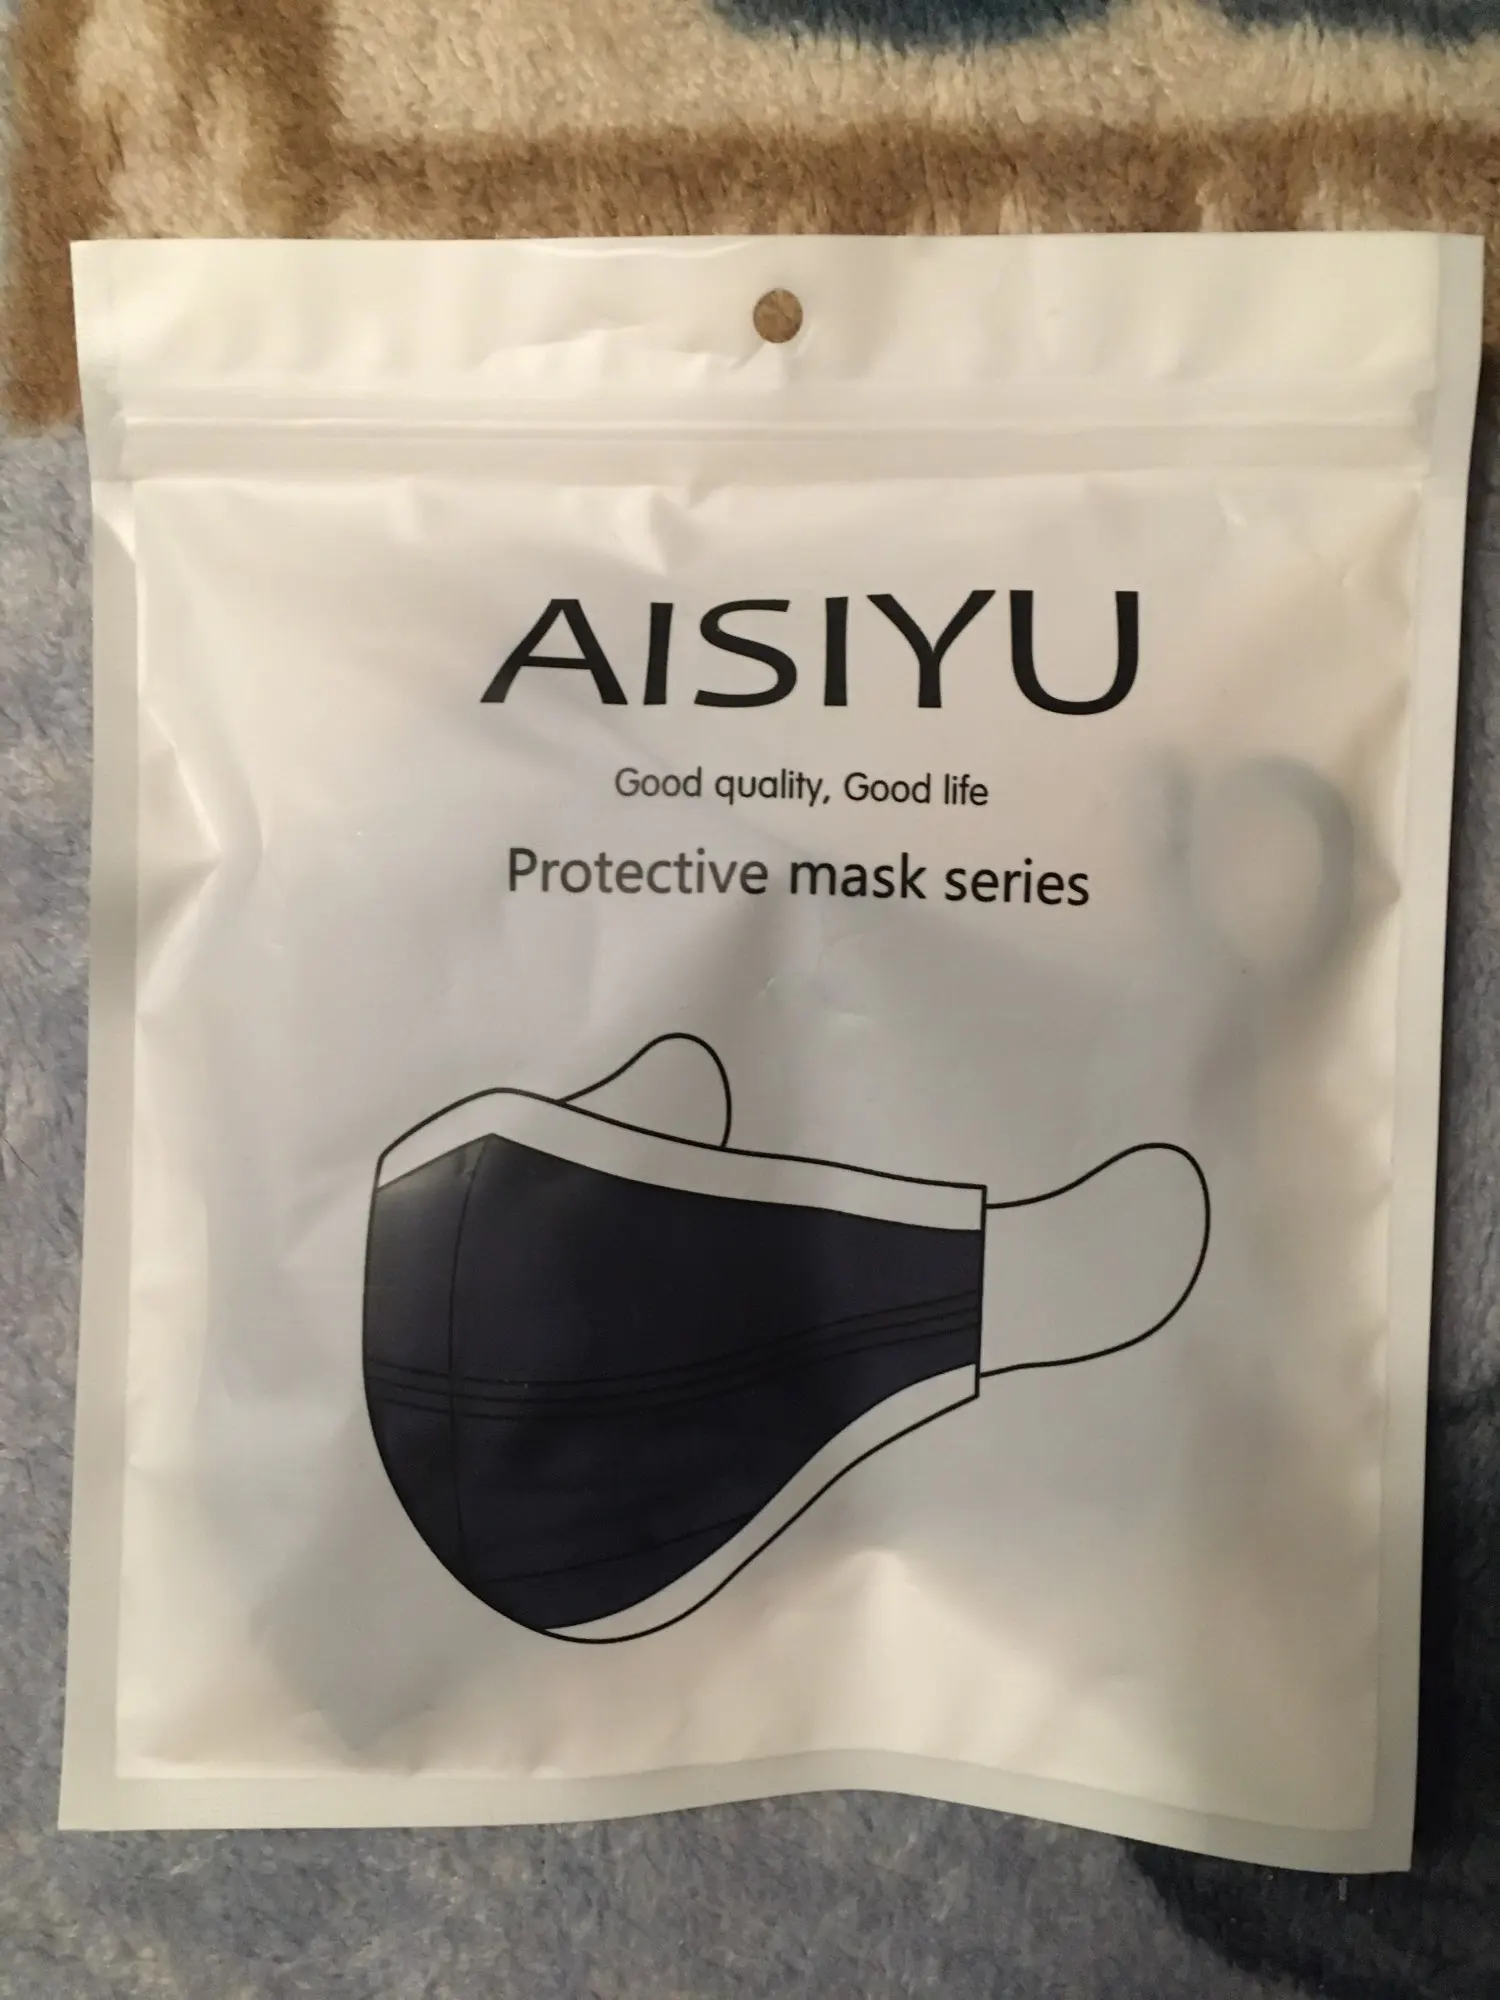 AISIYU
Good quality, Good life
Protective mask series